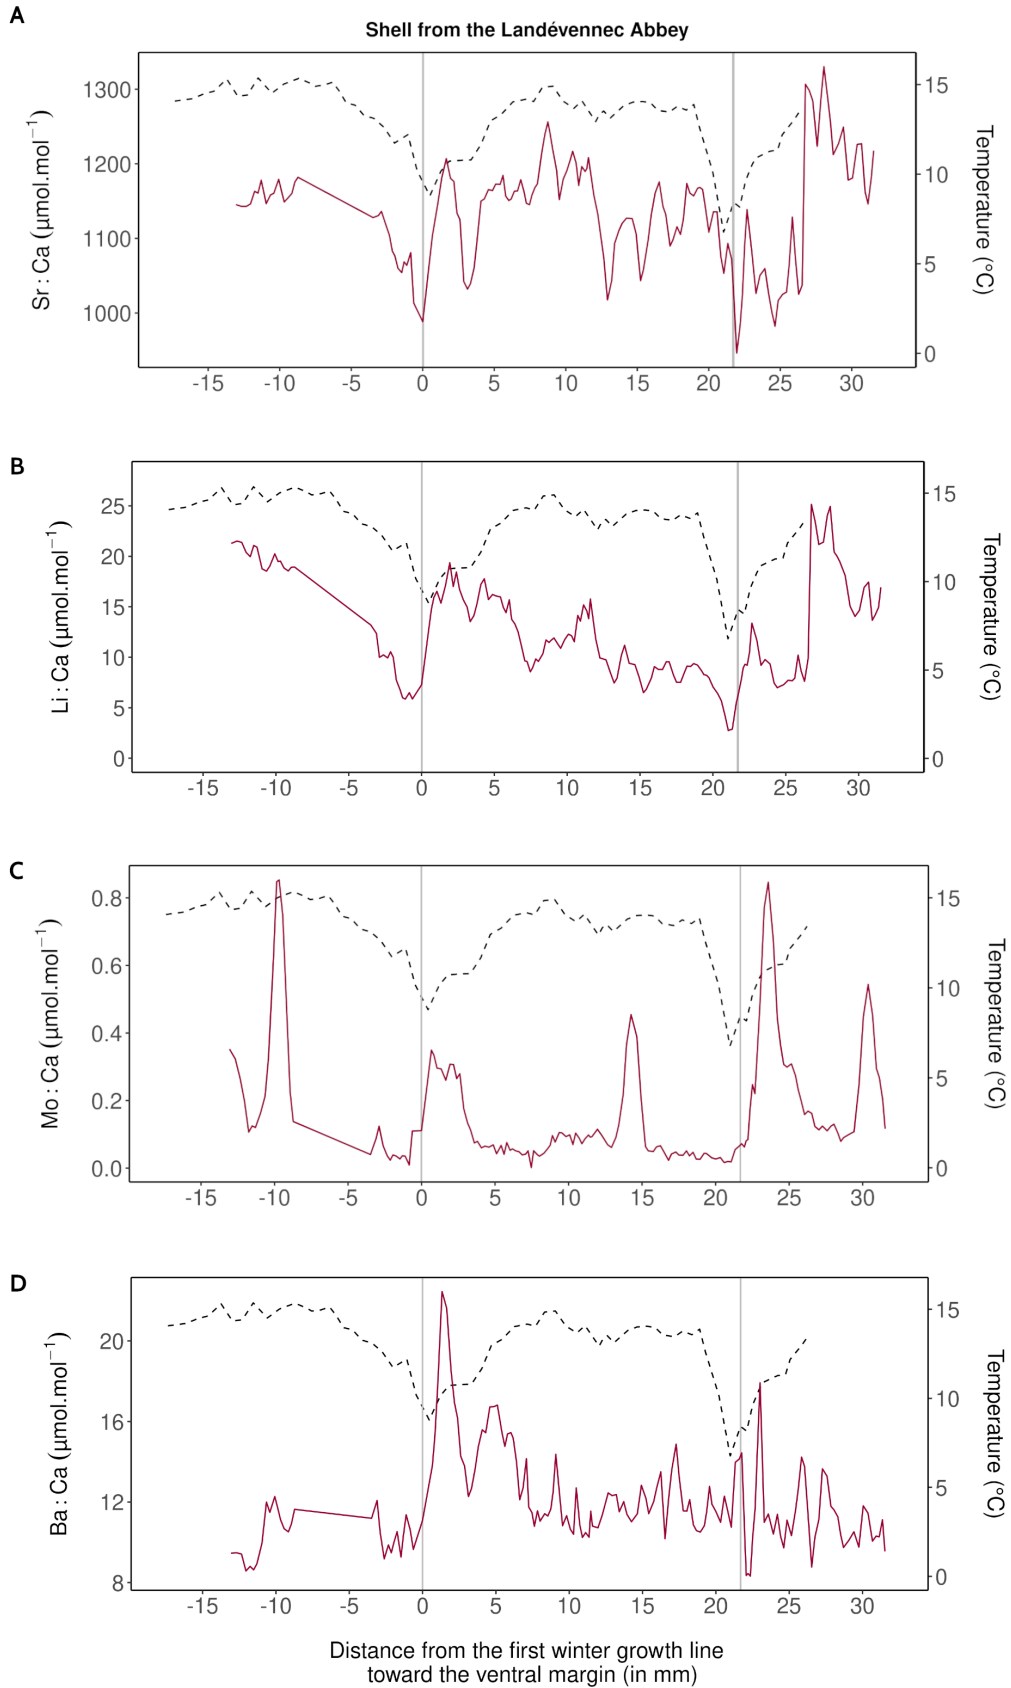 A
Shell from the Landévennec Abbey
Sr : Ca (µmol.mol⁻¹)
1300
1200
1100
1000
15
10
5
0
Temperature (°C)
-15 -10 -5 0 5 10 15 20 25 30
B
Li : Ca (µmol.mol⁻¹)
25
20
15
10
5
0
15
10
5
0
Temperature (°C)
-15 -10 -5 0 5 10 15 20 25 30
C
Mo : Ca (µmol.mol⁻¹)
0.8
0.6
0.4
0.2
0.0
15
10
5
0
Temperature (°C)
-15 -10 -5 0 5 10 15 20 25 30
D
Ba : Ca (µmol.mol⁻¹)
20
16
12
8
15
10
5
0
Temperature (°C)
-15 -10 -5 0 5 10 15 20 25 30
Distance from the first winter growth line
toward the ventral margin (in mm)